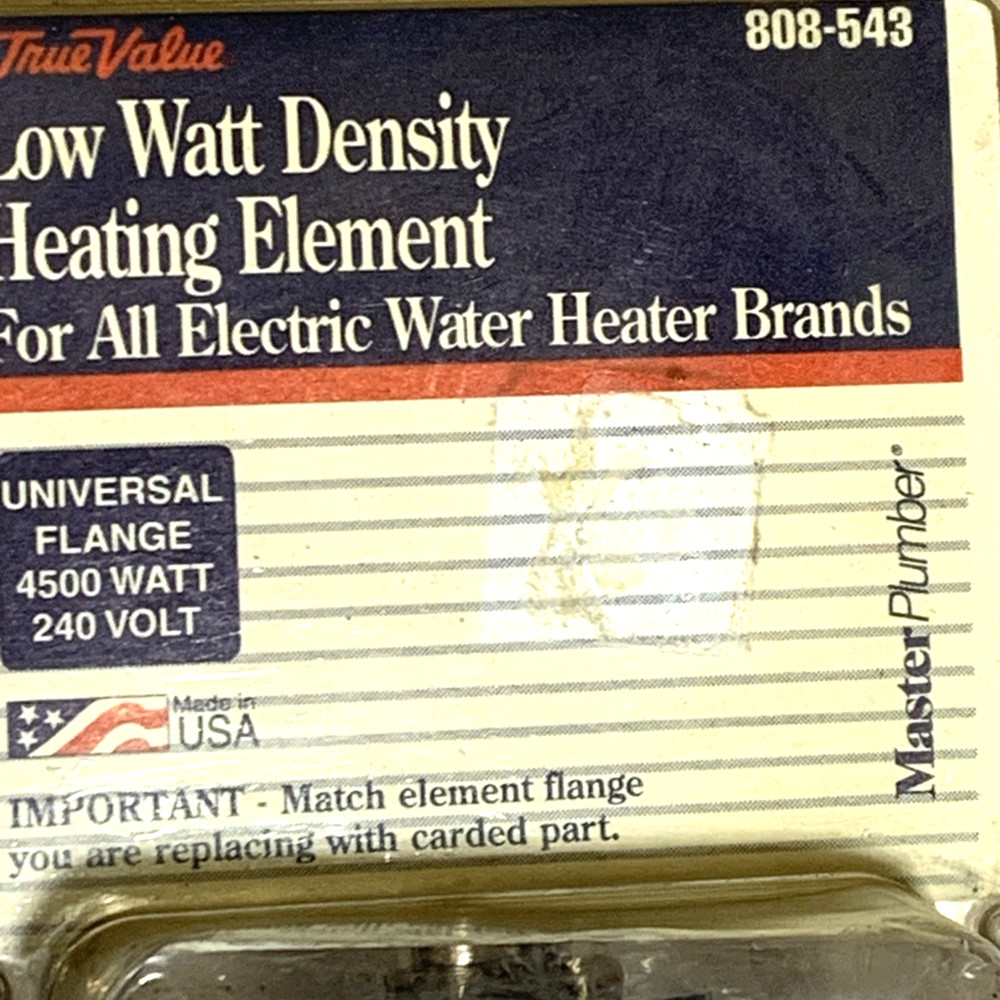 True Value
808-543
Low Watt Density
Heating Element
For All Electric Water Heater Brands
UNIVERSAL
FLANGE
4500 WATT
240 VOLT
Made in
USA
IMPORTANT - Match element flange
you are replacing with carded part.
Master Plumber®